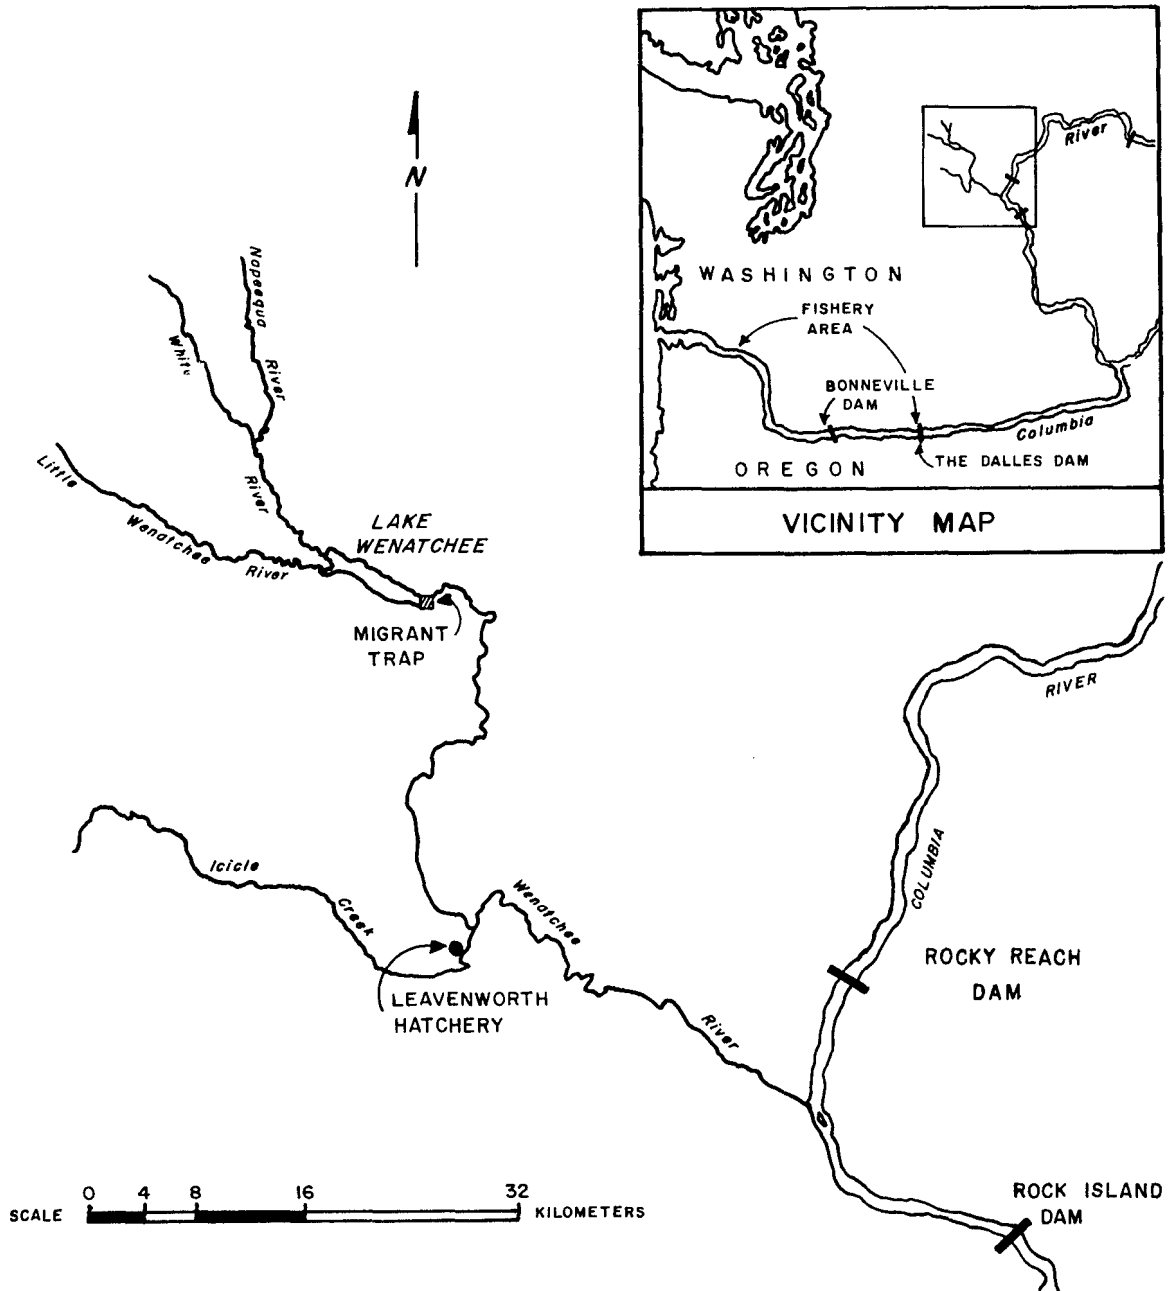 N
Napeequa
River
White
River
Little
Wenatchee
River
LAKE
WENATCHEE
MIGRANT
TRAP
Icicle
Creek
LEAVENWORTH
HATCHERY
Wenatchee
River
RIVER
COLUMBIA
ROCKY REACH
DAM
ROCK ISLAND
DAM
SCALE
0 4 8 16 32
KILOMETERS
River
WASHINGTON
FISHERY
AREA
BONNEVILLE
DAM
Columbia
OREGON
THE DALLES DAM
VICINITY MAP